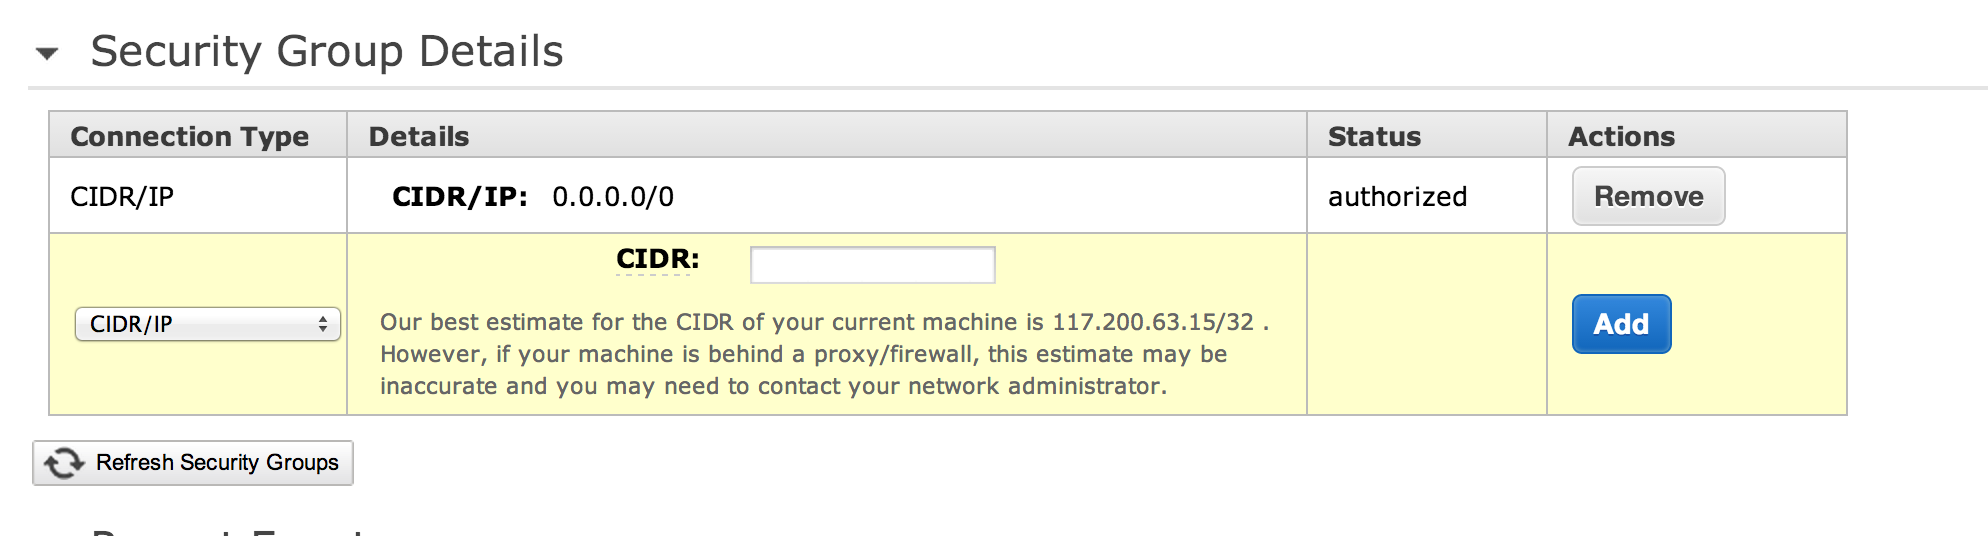 Security Group Details
Connection Type Details Status Actions
CIDR/IP CIDR/IP: 0.0.0.0/0 authorized Remove
CIDR:
CIDR/IP
Our best estimate for the CIDR of your current machine is 117.200.63.15/32 .
However, if your machine is behind a proxy/firewall, this estimate may be
inaccurate and you may need to contact your network administrator.
Add
Refresh Security Groups